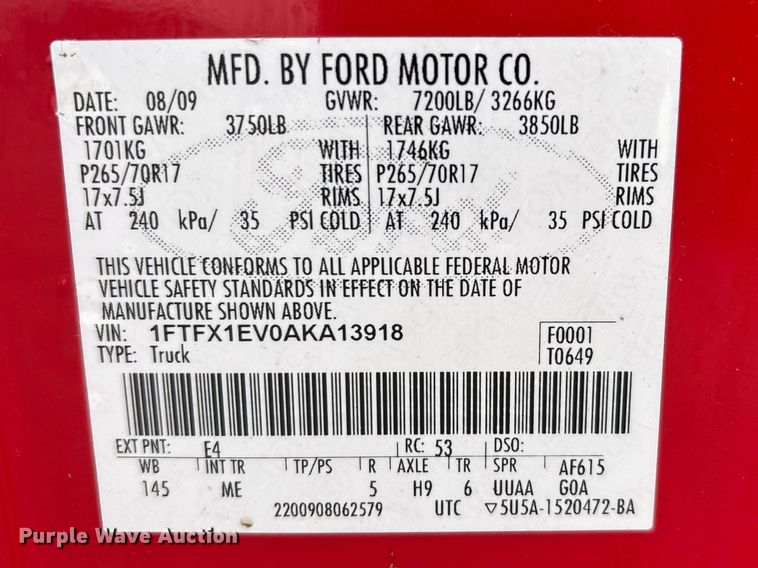 MFD. BY FORD MOTOR CO.
DATE: 08/09 GVWR: 7200LB/ 3266KG
FRONT GAWR: 3750LB REAR GAWR: 3850LB
1701KG WITH 1746KG WITH
P265/70R17 TIRES P265/70R17 TIRES
17x7.5J RIMS 17x7.5J RIMS
AT 240 kPa/ 35 PSI COLD AT 240 kPa/ 35 PSI COLD
THIS VEHICLE CONFORMS TO ALL APPLICABLE FEDERAL MOTOR
VEHICLE SAFETY STANDARDS IN EFFECT ON THE DATE OF
MANUFACTURE SHOWN ABOVE.
VIN: 1FTFX1EV0AKA13918 F0001
TYPE: Truck T0649
EXT PNT: E4 RC: 53 DSO:
WB INT TR TP/PS R AXLE TR SPR AF615
145 ME 5 H9 6 UUAA GOA
2200908062579 UTC ▽5U5A-1520472-BA
Purple Wave Auction